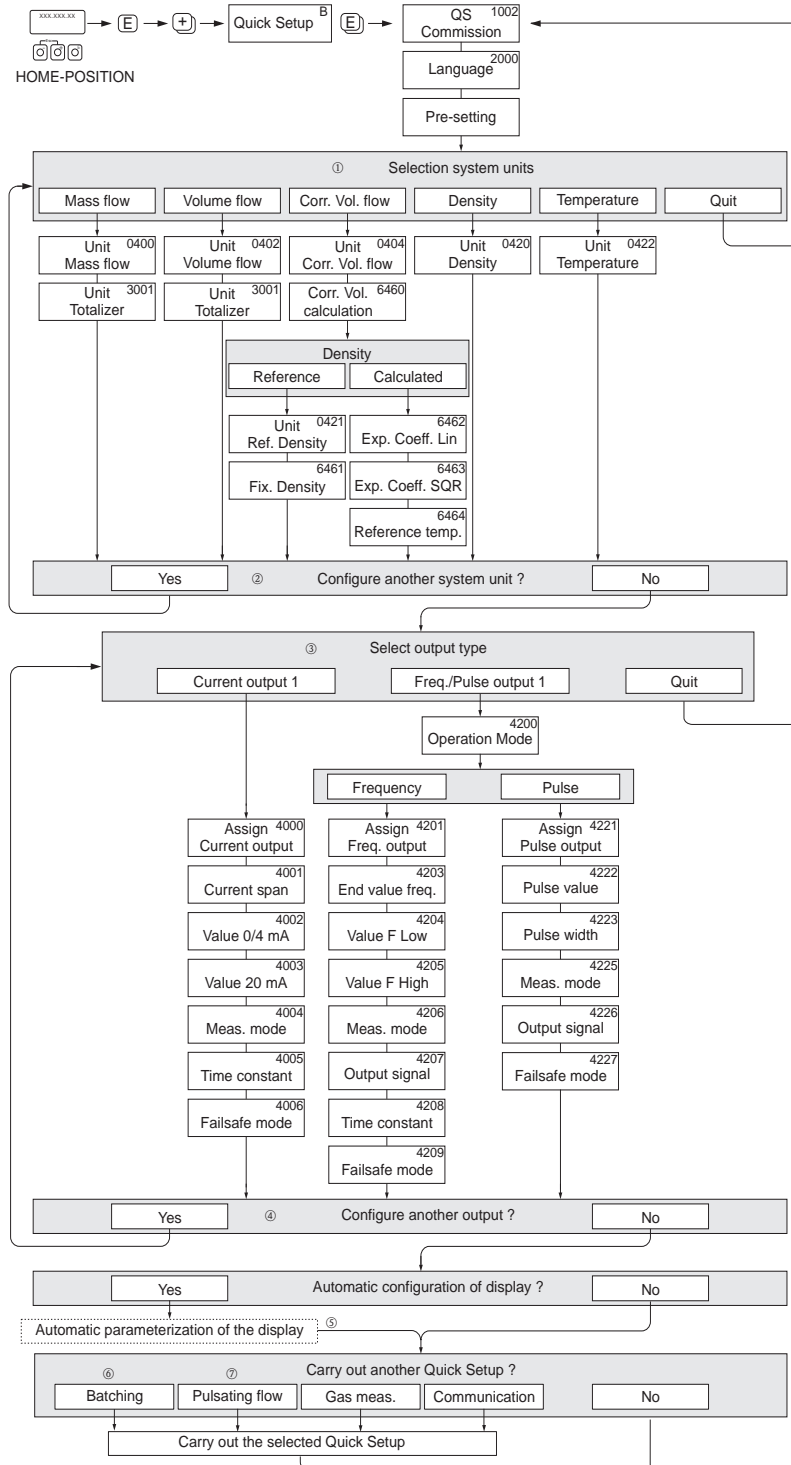 xxx.xxx.xx
E
+
Quick Setup B
E
QS 1002
Commission
HOME-POSITION
Language 2000
Pre-setting
① Selection system units
Mass flow
Volume flow
Corr. Vol. flow
Density
Temperature
Quit
Unit 0400
Mass flow
Unit 0402
Volume flow
Unit 0404
Corr. Vol. flow
Unit 0420
Density
Unit 0422
Temperature
Unit 3001
Totalizer
Unit 3001
Totalizer
Corr. Vol. 6460
calculation
Density
Reference
Calculated
Unit 0421
Ref. Density
6462
Exp. Coeff. Lin
6461
Fix. Density
6463
Exp. Coeff. SQR
6464
Reference temp.
Yes
② Configure another system unit ?
No
③ Select output type
Current output 1
Freq./Pulse output 1
Quit
4200
Operation Mode
Frequency
Pulse
Assign 4000
Current output
Assign 4201
Freq. output
Assign 4221
Pulse output
4001
Current span
4203
End value freq.
4222
Pulse value
4002
Value 0/4 mA
4204
Value F Low
4223
Pulse width
4003
Value 20 mA
4205
Value F High
4225
Meas. mode
4004
Meas. mode
4206
Meas. mode
4226
Output signal
4005
Time constant
4207
Output signal
4227
Failsafe mode
4006
Failsafe mode
4208
Time constant
4209
Failsafe mode
Yes
④ Configure another output ?
No
Yes
Automatic configuration of display ?
No
Automatic parameterization of the display ⑤
Carry out another Quick Setup ?
⑥
⑦
Batching
Pulsating flow
Gas meas.
Communication
No
Carry out the selected Quick Setup